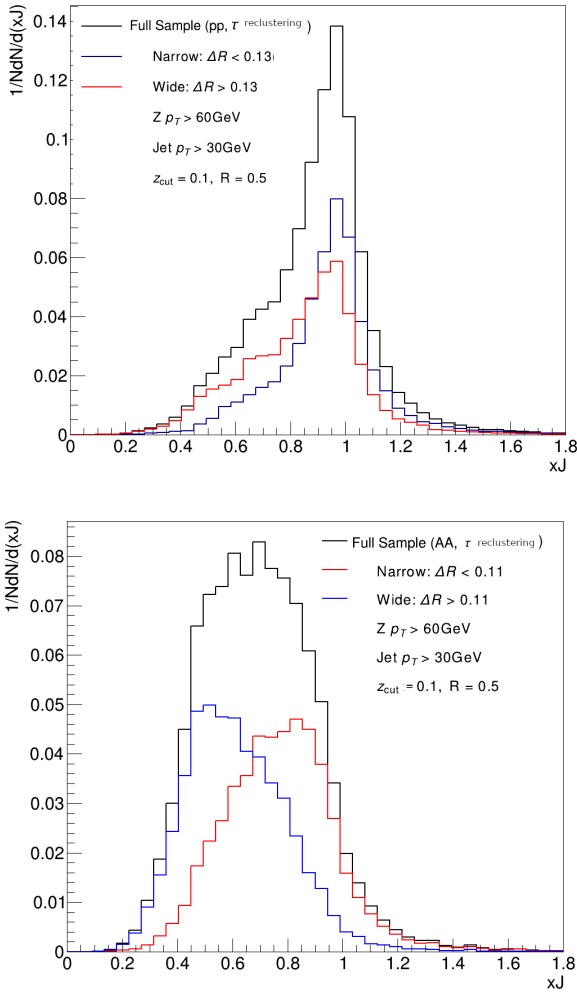 1/NdN/d(xJ)
0.14
0.12
0.1
0.08
0.06
0.04
0.02
0
Full Sample (pp, τ reclustering )
Narrow: ΔR < 0.13
Wide: ΔR > 0.13
Z pT > 60GeV
Jet pT > 30GeV
zcut = 0.1, R = 0.5
0 0.2 0.4 0.6 0.8 1 1.2 1.4 1.6 1.8
xJ
1/NdN/d(xJ)
0.08
0.07
0.06
0.05
0.04
0.03
0.02
0.01
0
Full Sample (AA, τ reclustering )
Narrow: ΔR < 0.11
Wide: ΔR > 0.11
Z pT > 60GeV
Jet pT > 30GeV
zcut = 0.1, R = 0.5
0 0.2 0.4 0.6 0.8 1 1.2 1.4 1.6 1.8
xJ